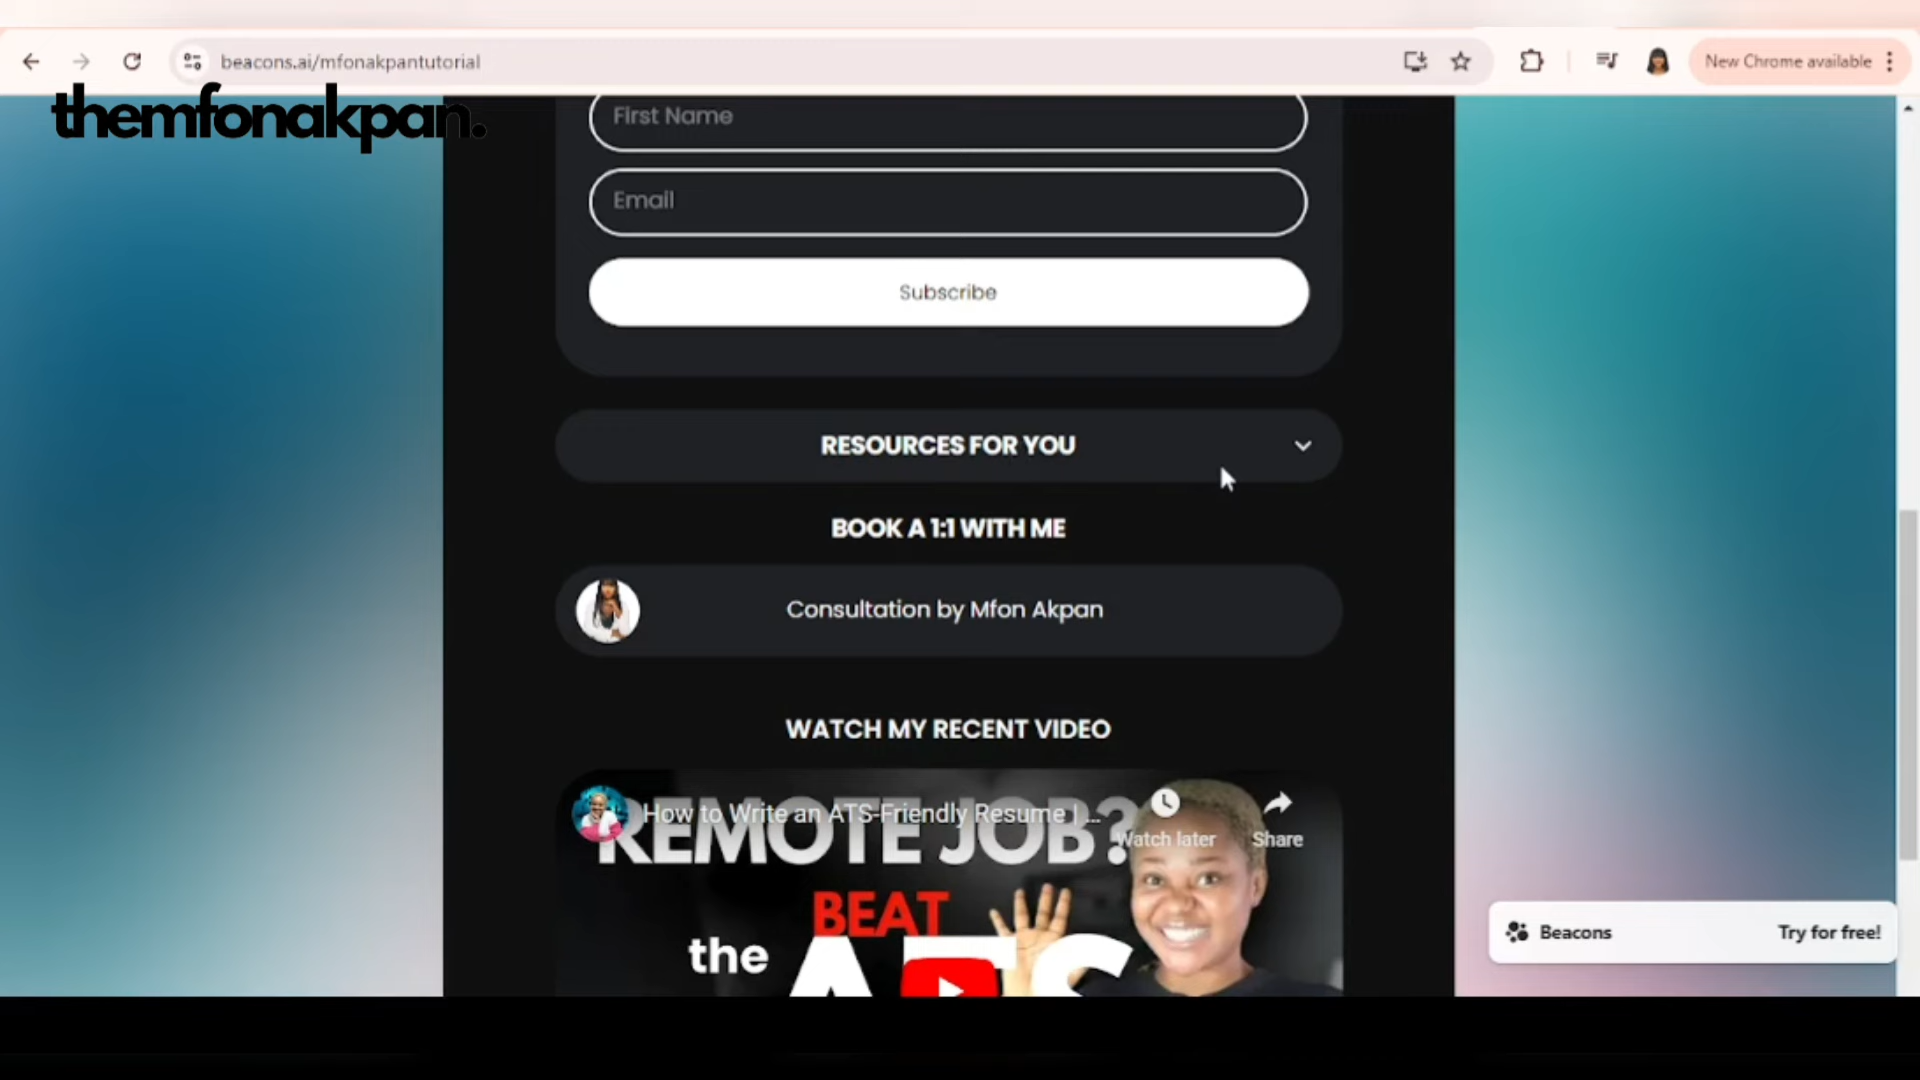 beacons.ai/mfonakpantutorial
New Chrome available
themfonakpan.
First Name
Email
Subscribe
RESOURCES FOR YOU
BOOK A 1:1 WITH ME
Consultation by Mfon Akpan
WATCH MY RECENT VIDEO
How to Write an ATS-Friendly Resume | ...
Watch later
Share
REMOTE JOB?
BEAT
the ATS
Beacons
Try for free!